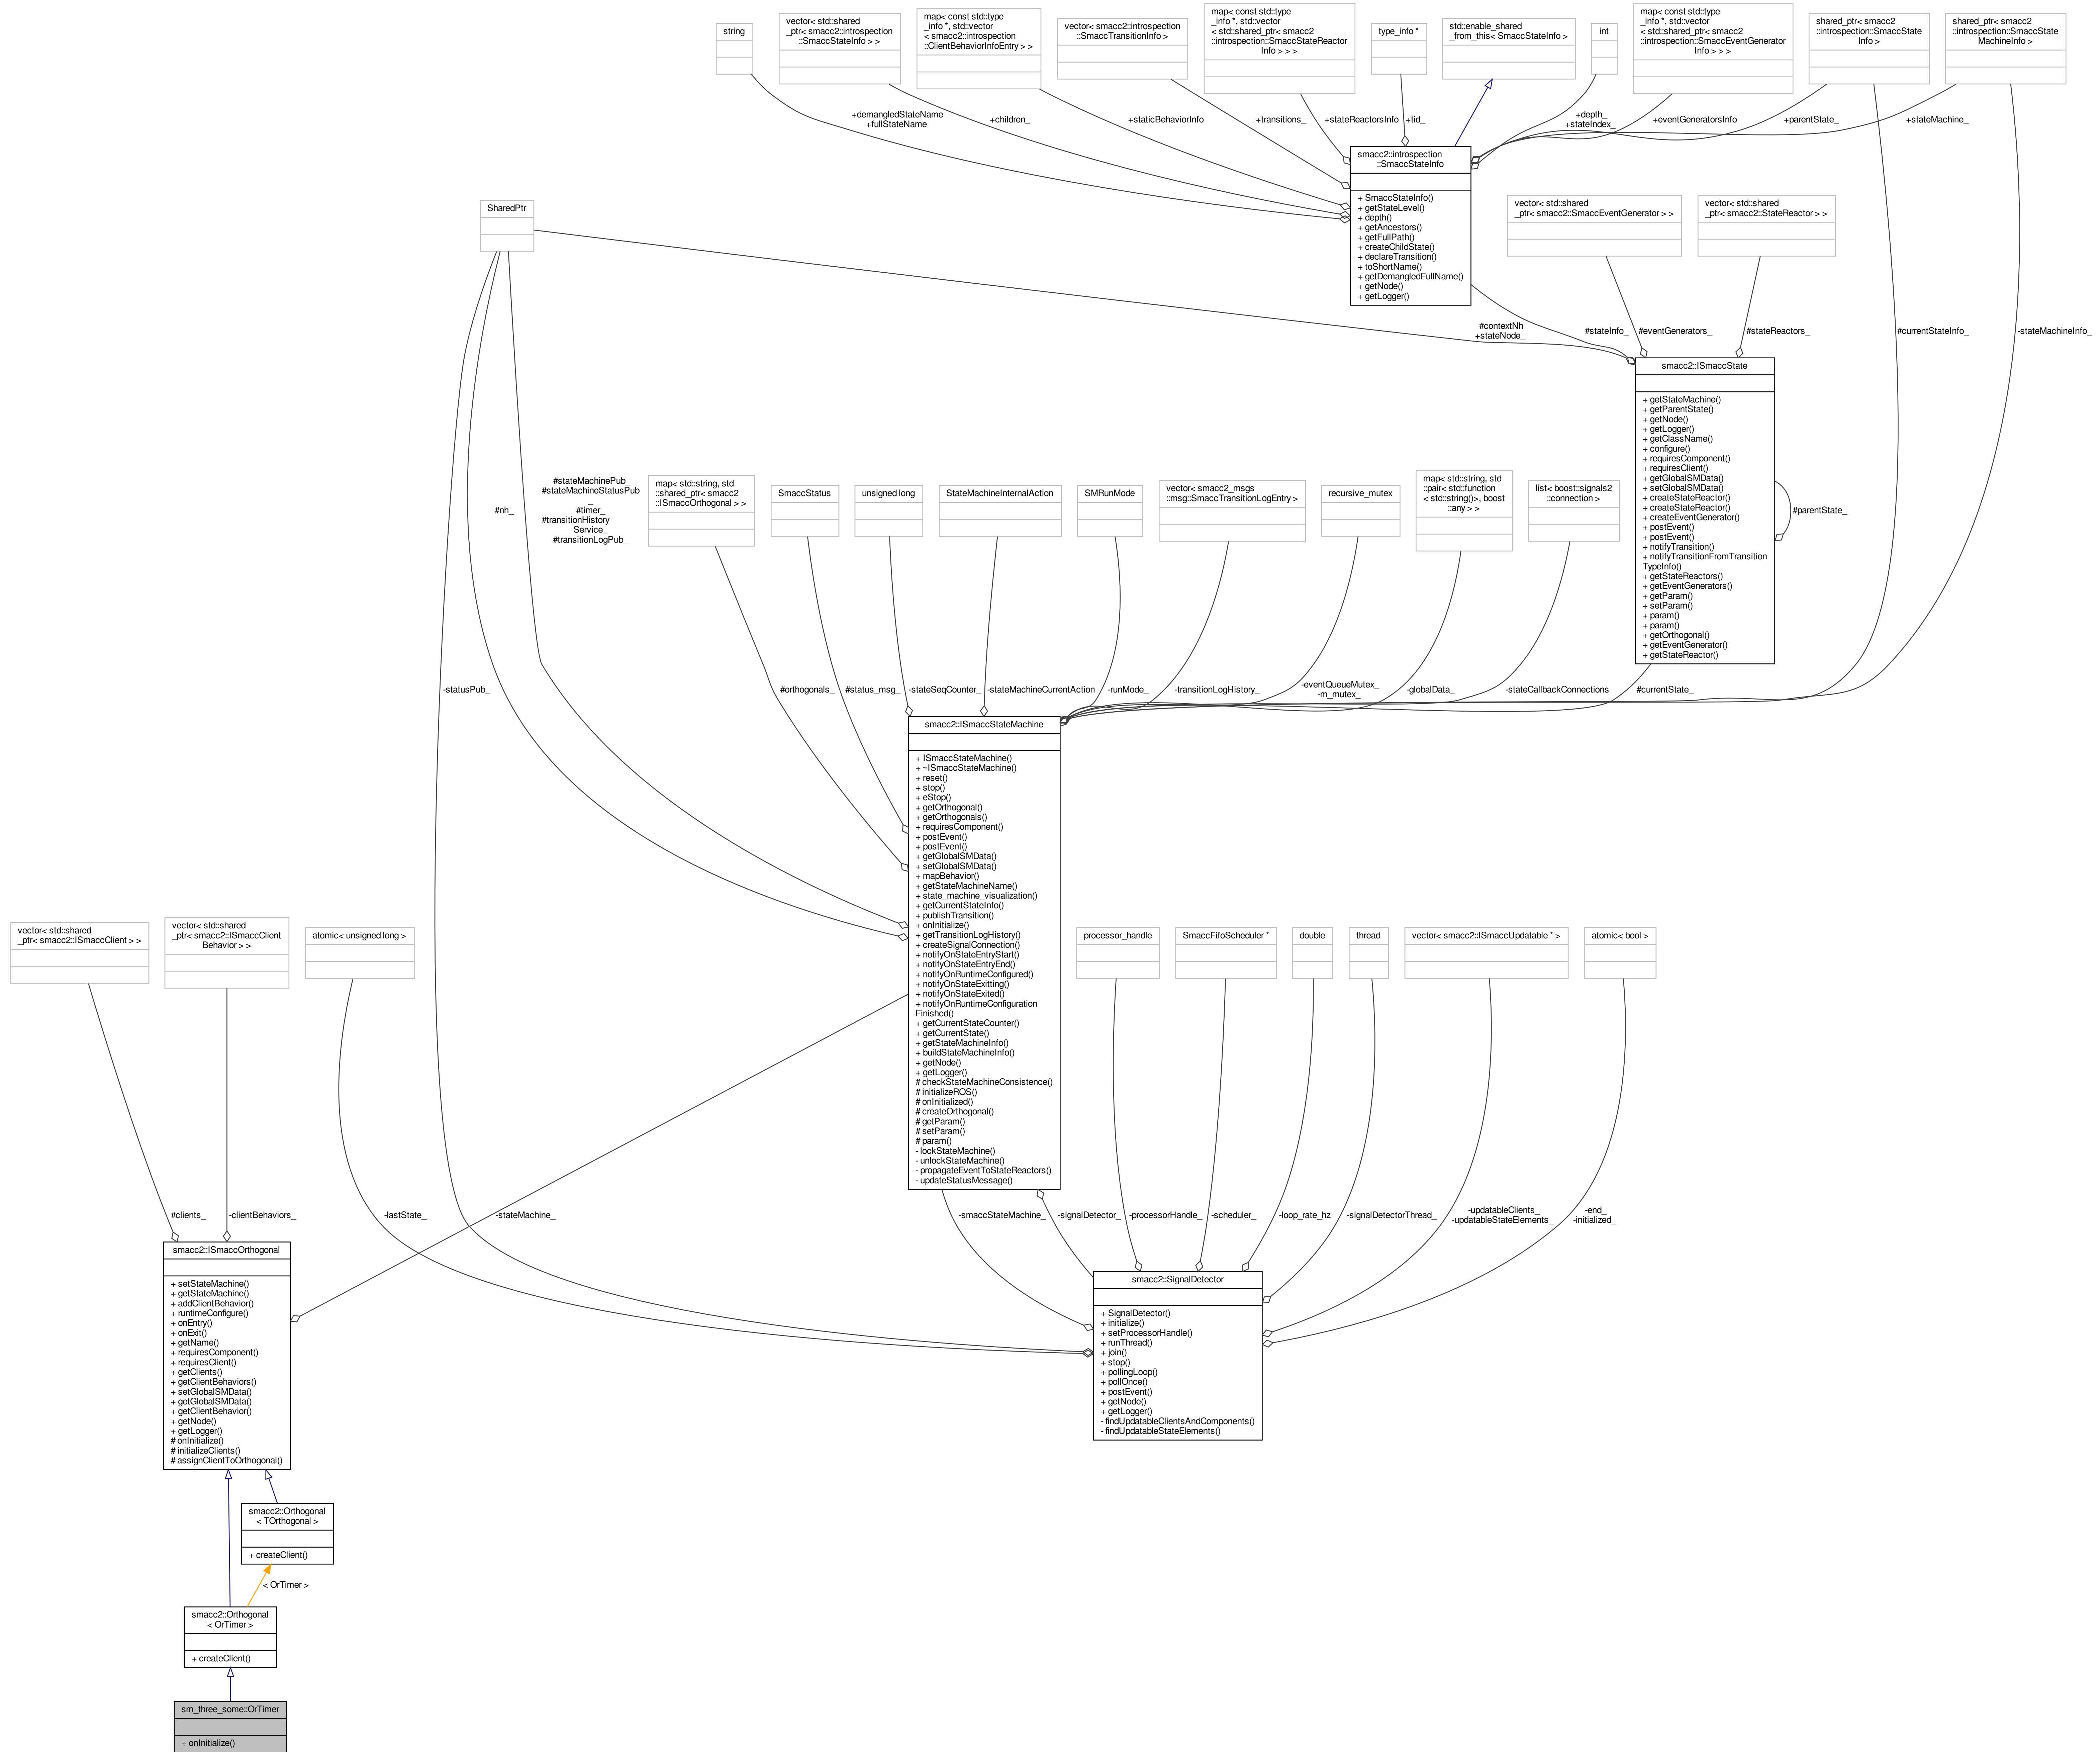 string
vector< std::shared
_ptr< smacc2::introspection
::SmaccStateInfo > >
map< const std::type
_info *, std::vector
< smacc2::introspection
::ClientBehaviorInfoEntry > >
vector< smacc2::introspection
::SmaccTransitionInfo >
map< const std::type
_info *, std::vector
< std::shared_ptr< smacc2
::introspection::SmaccStateReactor
Info > > >
type_info *
std::enable_shared
_from_this< SmaccStateInfo >
int
map< const std::type
_info *, std::vector
< std::shared_ptr< smacc2
::introspection::SmaccEventGenerator
Info > > >
shared_ptr< smacc2
::introspection::SmaccState
Info >
shared_ptr< smacc2
::introspection::SmaccState
MachineInfo >
+demangledStateName
+fullStateName
+children_
+staticBehaviorInfo
+transitions_
+stateReactorsInfo
+tid_
+depth_
+stateIndex_
+eventGeneratorsInfo
+parentState_
+stateMachine_
smacc2::introspection
::SmaccStateInfo
+ SmaccStateInfo()
+ getStateLevel()
+ depth()
+ getAncestors()
+ getFullPath()
+ createChildState()
+ declareTransition()
+ toShortName()
+ getDemangledFullName()
+ getNode()
+ getLogger()
SharedPtr
vector< std::shared
_ptr< smacc2::SmaccEventGenerator > >
vector< std::shared
_ptr< smacc2::StateReactor > >
#contextNh
+stateNode_
#stateInfo_
#eventGenerators_
#stateReactors_
#currentStateInfo_
-stateMachineInfo_
smacc2::ISmaccState
+ getStateMachine()
+ getParentState()
+ getNode()
+ getLogger()
+ getClassName()
+ configure()
+ requiresComponent()
+ requiresClient()
+ getGlobalSMData()
+ setGlobalSMData()
+ createStateReactor()
+ createStateReactor()
+ createEventGenerator()
+ postEvent()
+ postEvent()
+ notifyTransition()
+ notifyTransitionFromTransition
TypeInfo()
+ getStateReactors()
+ getEventGenerators()
+ getParam()
+ setParam()
+ param()
+ param()
+ getOrthogonal()
+ getEventGenerator()
+ getStateReactor()
#parentState_
#nh_
#stateMachinePub_
#stateMachineStatusPub
_
#timer_
#transitionHistory
Service_
#transitionLogPub_
map< std::string, std
::shared_ptr< smacc2
::ISmaccOrthogonal > >
SmaccStatus
unsigned long
StateMachineInternalAction
SMRunMode
vector< smacc2_msgs
::msg::SmaccTransitionLogEntry >
recursive_mutex
map< std::string, std
::pair< std::function
< std::string()>, boost
::any > >
list< boost::signals2
::connection >
-statusPub_
#orthogonals_
#status_msg_
-stateSeqCounter_
-stateMachineCurrentAction
-runMode_
-transitionLogHistory_
-eventQueueMutex_
-m_mutex_
-globalData_
-stateCallbackConnections
#currentState_
smacc2::ISmaccStateMachine
+ ISmaccStateMachine()
+ ~ISmaccStateMachine()
+ reset()
+ stop()
+ eStop()
+ getOrthogonal()
+ getOrthogonals()
+ requiresComponent()
+ postEvent()
+ postEvent()
+ getGlobalSMData()
+ setGlobalSMData()
+ mapBehavior()
+ getStateMachineName()
+ state_machine_visualization()
+ getCurrentStateInfo()
+ publishTransition()
+ onInitialize()
+ getTransitionLogHistory()
+ createSignalConnection()
+ notifyOnStateEntryStart()
+ notifyOnStateEntryEnd()
+ notifyOnRuntimeConfigured()
+ notifyOnStateExitting()
+ notifyOnStateExited()
+ notifyOnRuntimeConfiguration
Finished()
+ getCurrentStateCounter()
+ getCurrentState()
+ getStateMachineInfo()
+ buildStateMachineInfo()
+ getNode()
+ getLogger()
# checkStateMachineConsistence()
# initializeROS()
# onInitialized()
# createOrthogonal()
# getParam()
# setParam()
# param()
- lockStateMachine()
- unlockStateMachine()
- propagateEventToStateReactors()
- updateStatusMessage()
vector< std::shared
_ptr< smacc2::ISmaccClient > >
vector< std::shared
_ptr< smacc2::ISmaccClient
Behavior > >
atomic< unsigned long >
processor_handle
SmaccFifoScheduler *
double
thread
vector< smacc2::ISmaccUpdatable * >
atomic< bool >
#clients_
-clientBehaviors_
-lastState_
-stateMachine_
-smaccStateMachine_
-signalDetector_
-processorHandle_
-scheduler_
-loop_rate_hz
-signalDetectorThread_
-updatableClients_
-updatableStateElements_
-end_
-initialized_
smacc2::ISmaccOrthogonal
+ setStateMachine()
+ getStateMachine()
+ addClientBehavior()
+ runtimeConfigure()
+ onEntry()
+ onExit()
+ getName()
+ requiresComponent()
+ requiresClient()
+ getClients()
+ getClientBehaviors()
+ setGlobalSMData()
+ getGlobalSMData()
+ getClientBehavior()
+ getNode()
+ getLogger()
# onInitialize()
# initializeClients()
# assignClientToOrthogonal()
smacc2::SignalDetector
+ SignalDetector()
+ initialize()
+ setProcessorHandle()
+ runThread()
+ join()
+ stop()
+ pollingLoop()
+ pollOnce()
+ postEvent()
+ getNode()
+ getLogger()
- findUpdatableClientsAndComponents()
- findUpdatableStateElements()
smacc2::Orthogonal
< TOrthogonal >
+ createClient()
< OrTimer >
smacc2::Orthogonal
< OrTimer >
+ createClient()
sm_three_some::OrTimer
+ onInitialize()